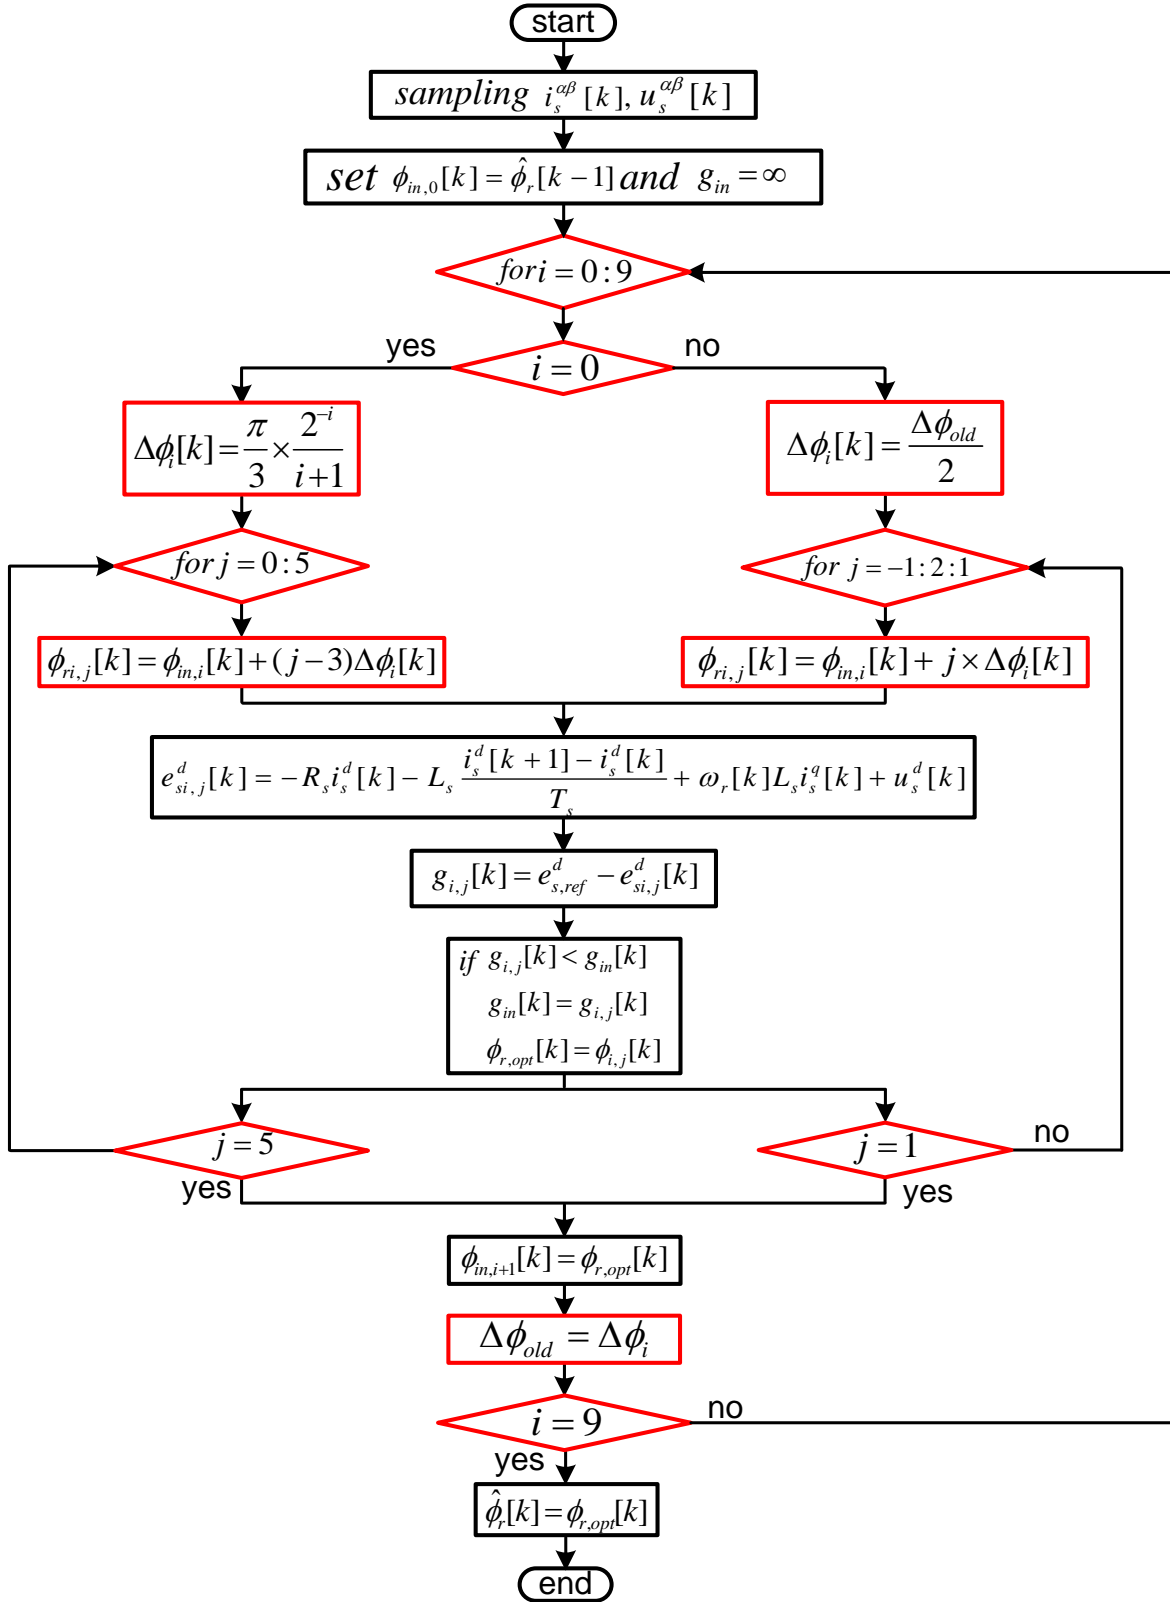 start
sampling i_s^{αβ}[k], u_s^{αβ}[k]
set ϕ_{in,0}[k] = ϕ̂_r[k−1] and g_{in} = ∞
for i = 0:9
yes
i = 0
no
Δϕ_i[k] = \frac{π}{3} × \frac{2^{-i}}{i+1}
Δϕ_i[k] = \frac{Δϕ_{old}}{2}
for j = 0:5
for j = −1:2:1
ϕ_{ri,j}[k] = ϕ_{in,i}[k] + (j−3)Δϕ_i[k]
ϕ_{ri,j}[k] = ϕ_{in,i}[k] + j × Δϕ_i[k]
e_{si,j}^d[k] = −R_s i_s^d[k] − L_s \frac{i_s^d[k+1] − i_s^d[k]}{T_s} + ω_r[k]L_s i_s^q[k] + u_s^d[k]
g_{i,j}[k] = e_{s,ref}^d − e_{si,j}^d[k]
if g_{i,j}[k] < g_{in}[k]
g_{in}[k] = g_{i,j}[k]
ϕ_{r,opt}[k] = ϕ_{i,j}[k]
j = 5
j = 1
no
yes
yes
ϕ_{in,i+1}[k] = ϕ_{r,opt}[k]
Δϕ_{old} = Δϕ_i
i = 9
no
yes
ϕ̂_r[k] = ϕ_{r,opt}[k]
end